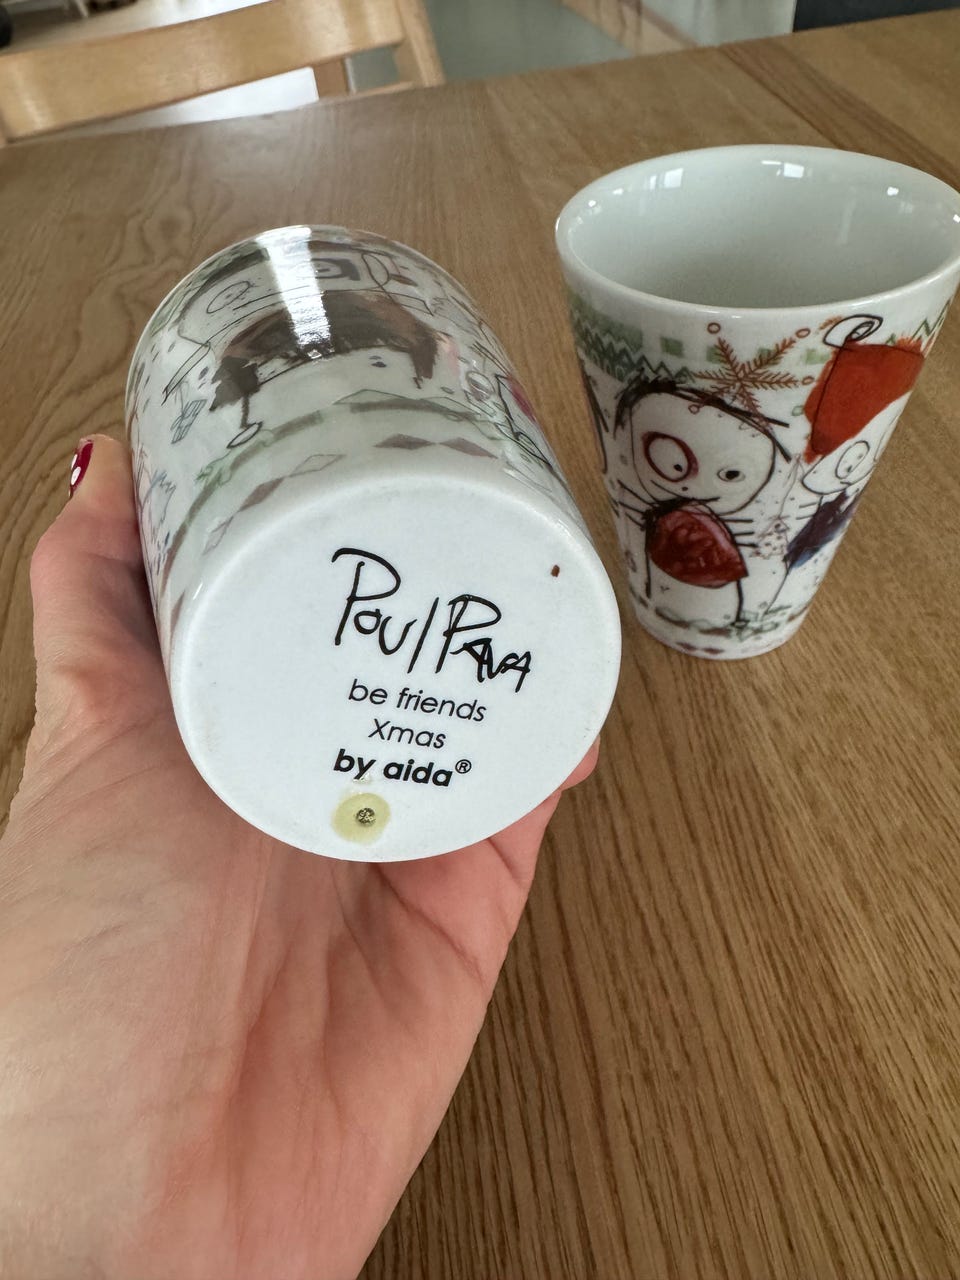 Poul Pava
be friends
Xmas
by aida®